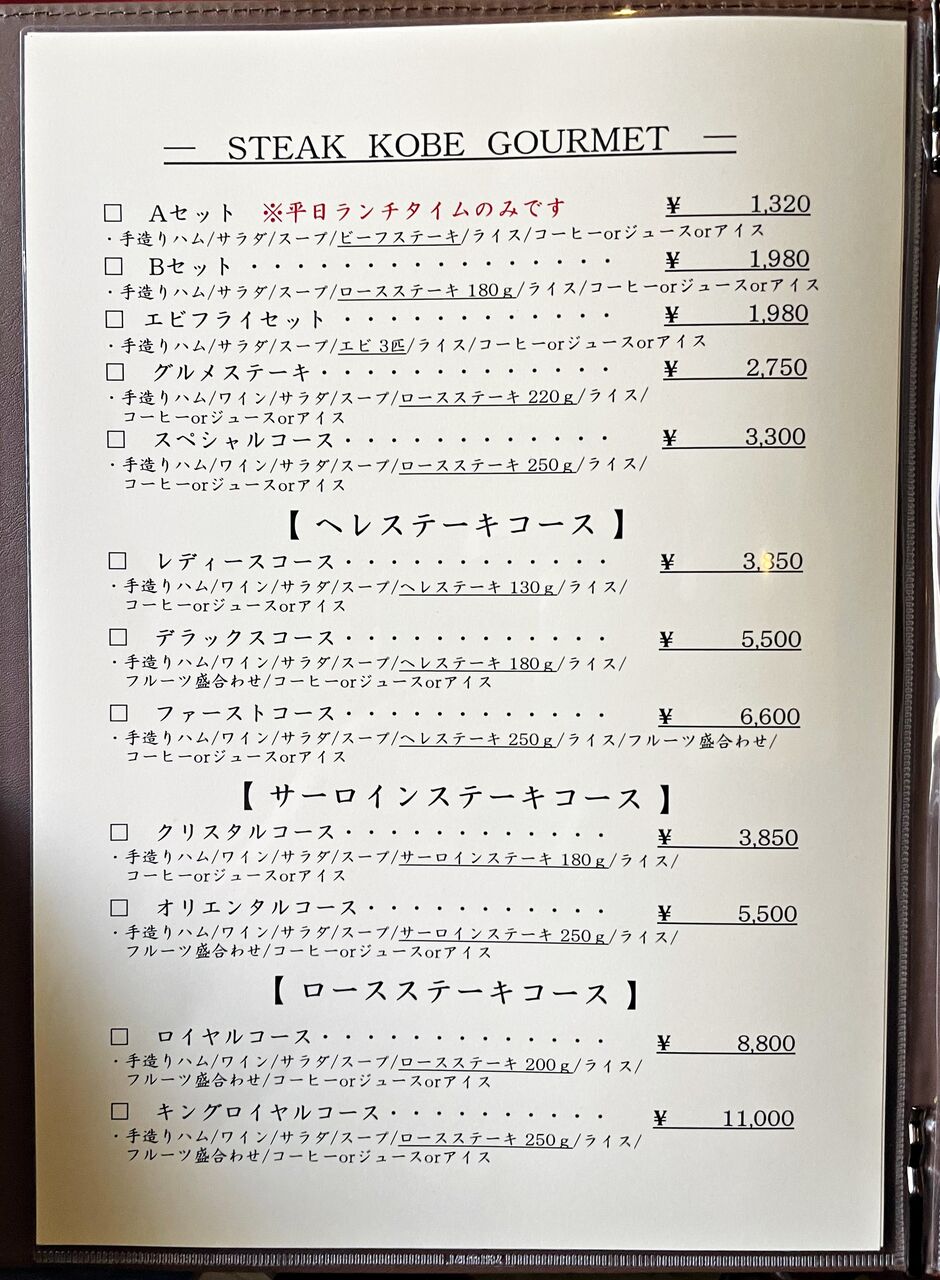 — STEAK KOBE GOURMET —
□ Aセット ※平日ランチタイムのみです ¥ 1,320
・手造りハム/サラダ/スープ/ビーフステーキ/ライス/コーヒーorジュースorアイス
□ Bセット・・・・・・・・・・・・・・・・ ¥ 1,980
・手造りハム/サラダ/スープ/ロースステーキ 180g/ライス/コーヒーorジュースorアイス
□ エビフライセット・・・・・・・・・・・・ ¥ 1,980
・手造りハム/サラダ/スープ/エビ 3匹/ライス/コーヒーorジュースorアイス
□ グルメステーキ・・・・・・・・・・・・・ ¥ 2,750
・手造りハム/ワイン/サラダ/スープ/ロースステーキ 220g/ライス/
コーヒーorジュースorアイス
□ スペシャルコース・・・・・・・・・・・・ ¥ 3,300
・手造りハム/ワイン/サラダ/スープ/ロースステーキ 250g/ライス/
コーヒーorジュースorアイス
【 ヘレステーキコース 】
□ レディースコース・・・・・・・・・・・・ ¥ 3,850
・手造りハム/ワイン/サラダ/スープ/ヘレステーキ 130g/ライス/
コーヒーorジュースorアイス
□ デラックスコース・・・・・・・・・・・・ ¥ 5,500
・手造りハム/ワイン/サラダ/スープ/ヘレステーキ 180g/ライス/
フルーツ盛合わせ/コーヒーorジュースorアイス
□ ファーストコース・・・・・・・・・・・・ ¥ 6,600
・手造りハム/ワイン/サラダ/スープ/ヘレステーキ 250g/ライス/フルーツ盛合わせ/
コーヒーorジュースorアイス
【 サーロインステーキコース 】
□ クリスタルコース・・・・・・・・・・・・ ¥ 3,850
・手造りハム/ワイン/サラダ/スープ/サーロインステーキ 180g/ライス/
コーヒーorジュースorアイス
□ オリエンタルコース・・・・・・・・・・・ ¥ 5,500
・手造りハム/ワイン/サラダ/スープ/サーロインステーキ 250g/ライス/
フルーツ盛合わせ/コーヒーorジュースorアイス
【 ロースステーキコース 】
□ ロイヤルコース・・・・・・・・・・・・・ ¥ 8,800
・手造りハム/ワイン/サラダ/スープ/ロースステーキ 200g/ライス/
フルーツ盛合わせ/コーヒーorジュースorアイス
□ キングロイヤルコース・・・・・・・・・・ ¥ 11,000
・手造りハム/ワイン/サラダ/スープ/ロースステーキ 250g/ライス/
フルーツ盛合わせ/コーヒーorジュースorアイス